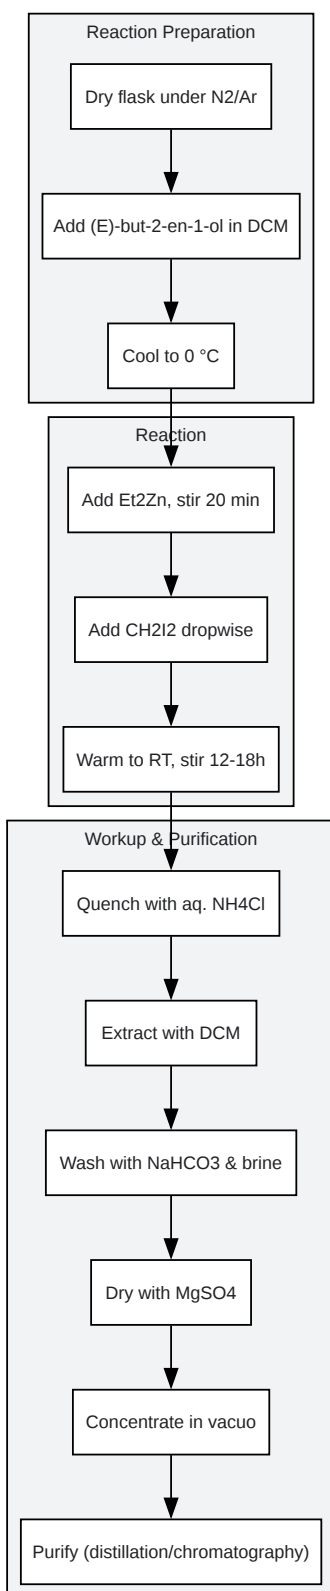 Reaction Preparation
Dry flask under N2/Ar
Add (E)-but-2-en-1-ol in DCM
Cool to 0 °C
Reaction
Add Et2Zn, stir 20 min
Add CH2I2 dropwise
Warm to RT, stir 12-18h
Workup & Purification
Quench with aq. NH4Cl
Extract with DCM
Wash with NaHCO3 & brine
Dry with MgSO4
Concentrate in vacuo
Purify (distillation/chromatography)